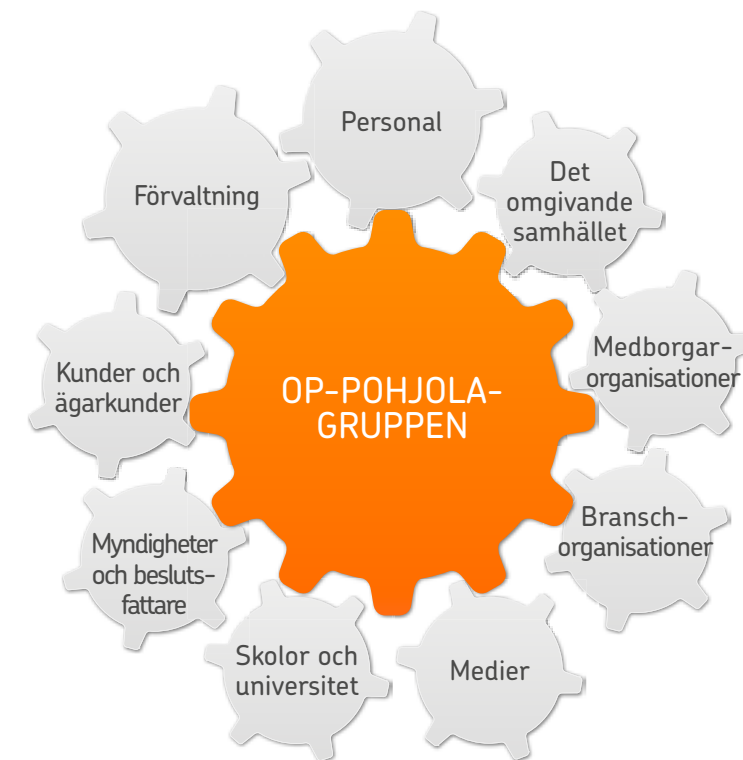 Personal
Det
omgivande
samhället
Förvaltning
Medborgar-
organisationer
Kunder och
ägarkunder
OP-POHJOLA-
GRUPPEN
Bransch-
organisationer
Myndigheter
och besluts-
fattare
Skolor och
universitet
Medier